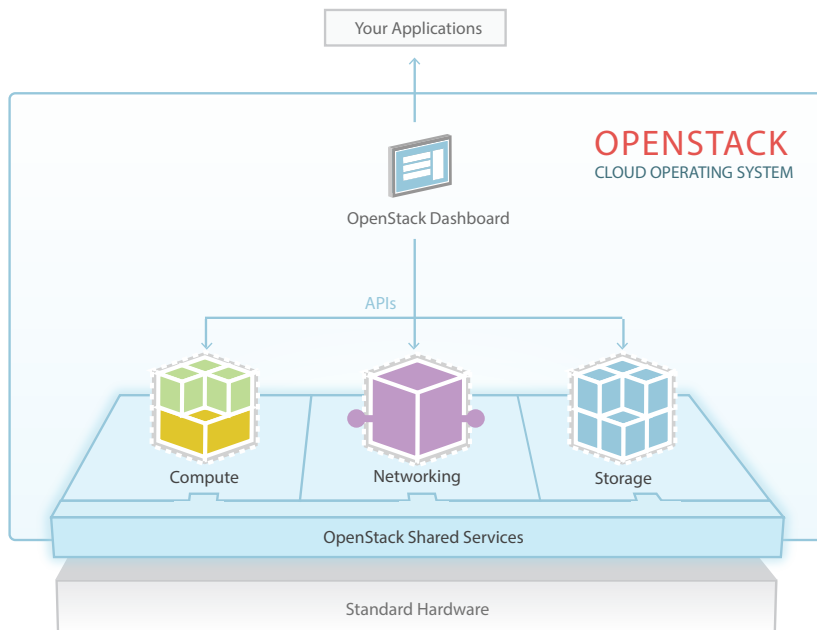 Your Applications
OPENSTACK
CLOUD OPERATING SYSTEM
OpenStack Dashboard
APIs
Compute
Networking
Storage
OpenStack Shared Services
Standard Hardware